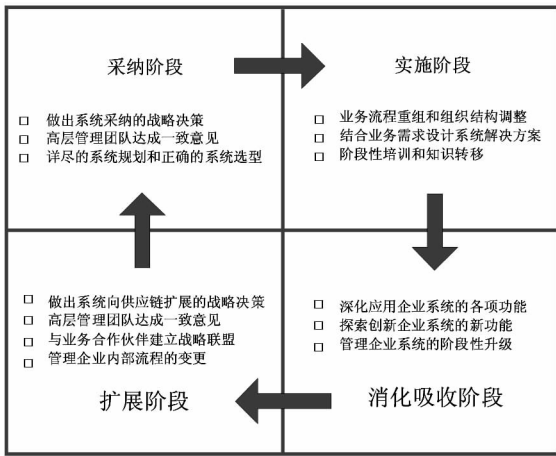 采纳阶段
□ 做出系统采纳的战略决策
□ 高层管理团队达成一致意见
□ 详尽的系统规划和正确的系统选型
实施阶段
□ 业务流程重组和组织结构调整
□ 结合业务需求设计系统解决方案
□ 阶段性培训和知识转移
□ 做出系统向供应链扩展的战略决策
□ 高层管理团队达成一致意见
□ 与业务合作伙伴建立战略联盟
□ 管理企业内部流程的变更
扩展阶段
□ 深化应用企业系统的各项功能
□ 探索创新企业系统的新功能
□ 管理企业系统的阶段性升级
消化吸收阶段